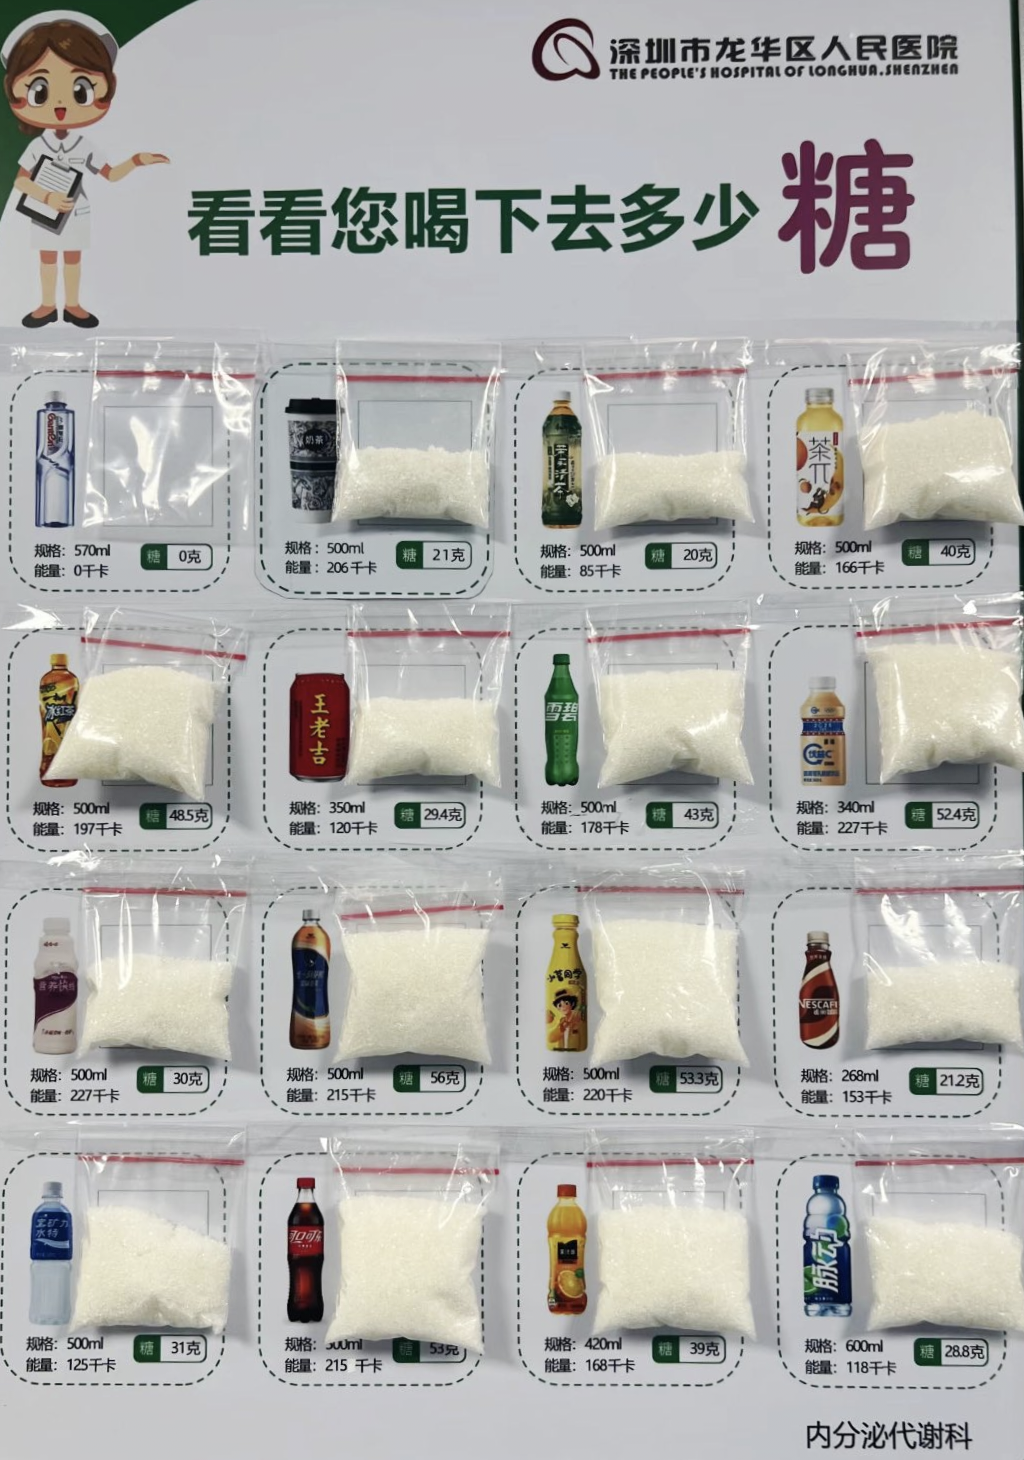 深圳市龙华区人民医院
THE PEOPLE'S HOSPITAL OF LONGHUA.SHENZHEN
看看您喝下去多少糖
规格：570ml
能量：0千卡
糖 0克
奶茶
规格：500ml
能量：206千卡
糖 21克
规格：500ml
能量：85千卡
糖 20克
茶π
规格：500ml
能量：166千卡
糖 40克
规格：500ml
能量：197千卡
糖 48.5克
王老吉
规格：350ml
能量：120千卡
糖 29.4克
雪碧
规格：500ml
能量：178千卡
糖 43克
优益C
规格：340ml
能量：227千卡
糖 52.4克
营养快线
规格：500ml
能量：227千卡
糖 30克
规格：500ml
能量：215千卡
糖 56克
小茗同学
规格：500ml
能量：220千卡
糖 53.3克
NESCAFÉ
规格：268ml
能量：153千卡
糖 21.2克
宝矿力
水特
规格：500ml
能量：125 千卡
糖 31克
可口可乐
规格：500ml
能量：215 千卡
糖 53克
规格：420ml
能量：168千卡
糖 39克
脉动
规格：600ml
能量：118千卡
糖 28.8克
内分泌代谢科